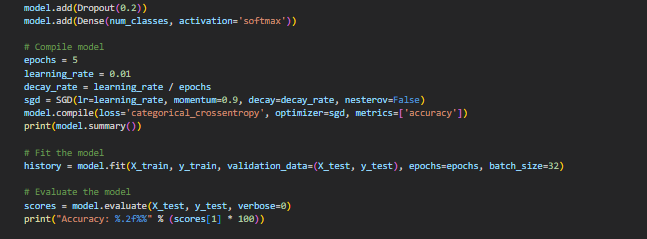 model.add(Dropout(0.2))
model.add(Dense(num_classes, activation='softmax'))
# Compile model
epochs = 5
learning_rate = 0.01
decay_rate = learning_rate / epochs
sgd = SGD(lr=learning_rate, momentum=0.9, decay=decay_rate, nesterov=False)
model.compile(loss='categorical_crossentropy', optimizer=sgd, metrics=['accuracy'])
print(model.summary())
# Fit the model
history = model.fit(X_train, y_train, validation_data=(X_test, y_test), epochs=epochs, batch_size=32)
# Evaluate the model
scores = model.evaluate(X_test, y_test, verbose=0)
print("Accuracy: %.2f%%" % (scores[1] * 100))